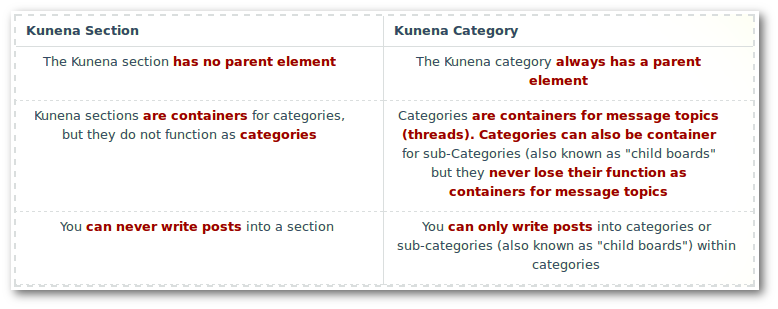 Kunena Section
Kunena Category
The Kunena section has no parent element
The Kunena category always has a parent
element
Kunena sections are containers for categories,
but they do not function as categories
Categories are containers for message topics
(threads). Categories can also be container
for sub-Categories (also known as "child boards"
but they never lose their function as
containers for message topics
You can never write posts into a section
You can only write posts into categories or
sub-categories (also known as "child boards") within
categories